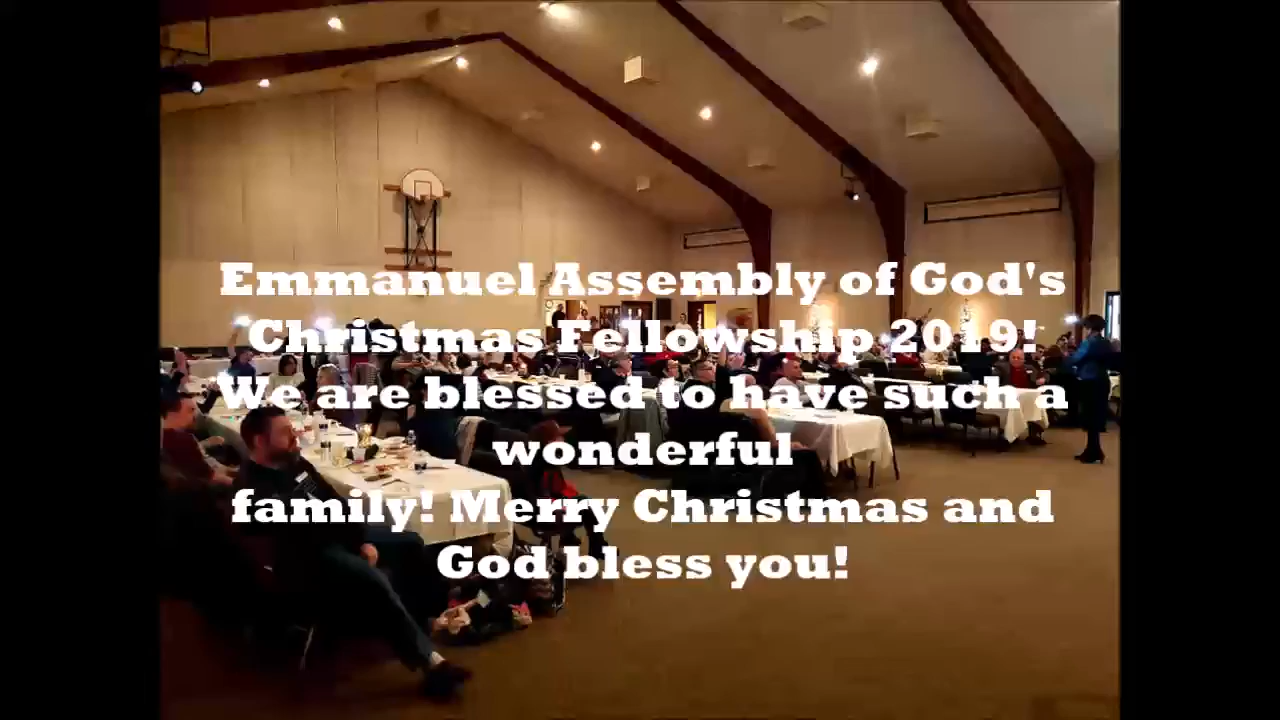 Emmanuel Assembly of God's
Christmas Fellowship 2019!
We are blessed to have such a
wonderful
family! Merry Christmas and
God bless you!